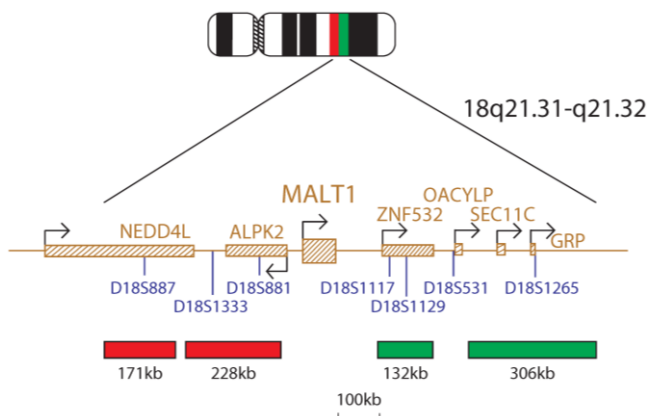 18q21.31-q21.32
MALT1
OACYLP
NEDD4L
ALPK2
ZNF532
SEC11C
GRP
D18S887
D18S881
D18S1117
D18S531
D18S1265
D18S1333
D18S1129
171kb
228kb
132kb
306kb
100kb